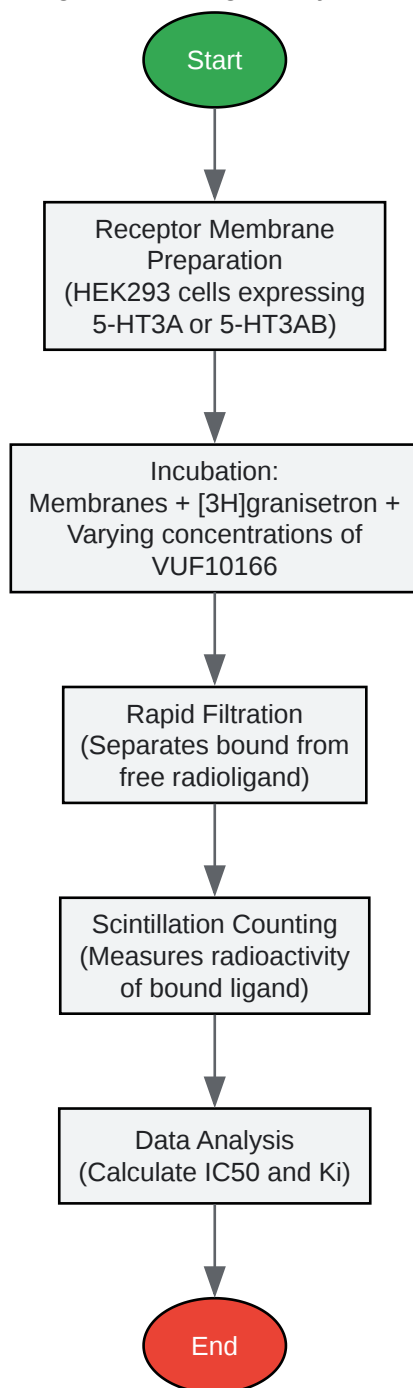 Start
Receptor Membrane
Preparation
(HEK293 cells expressing
5-HT3A or 5-HT3AB)
Incubation:
Membranes + [3H]granisetron +
Varying concentrations of
VUF10166
Rapid Filtration
(Separates bound from
free radioligand)
Scintillation Counting
(Measures radioactivity
of bound ligand)
Data Analysis
(Calculate IC50 and Ki)
End